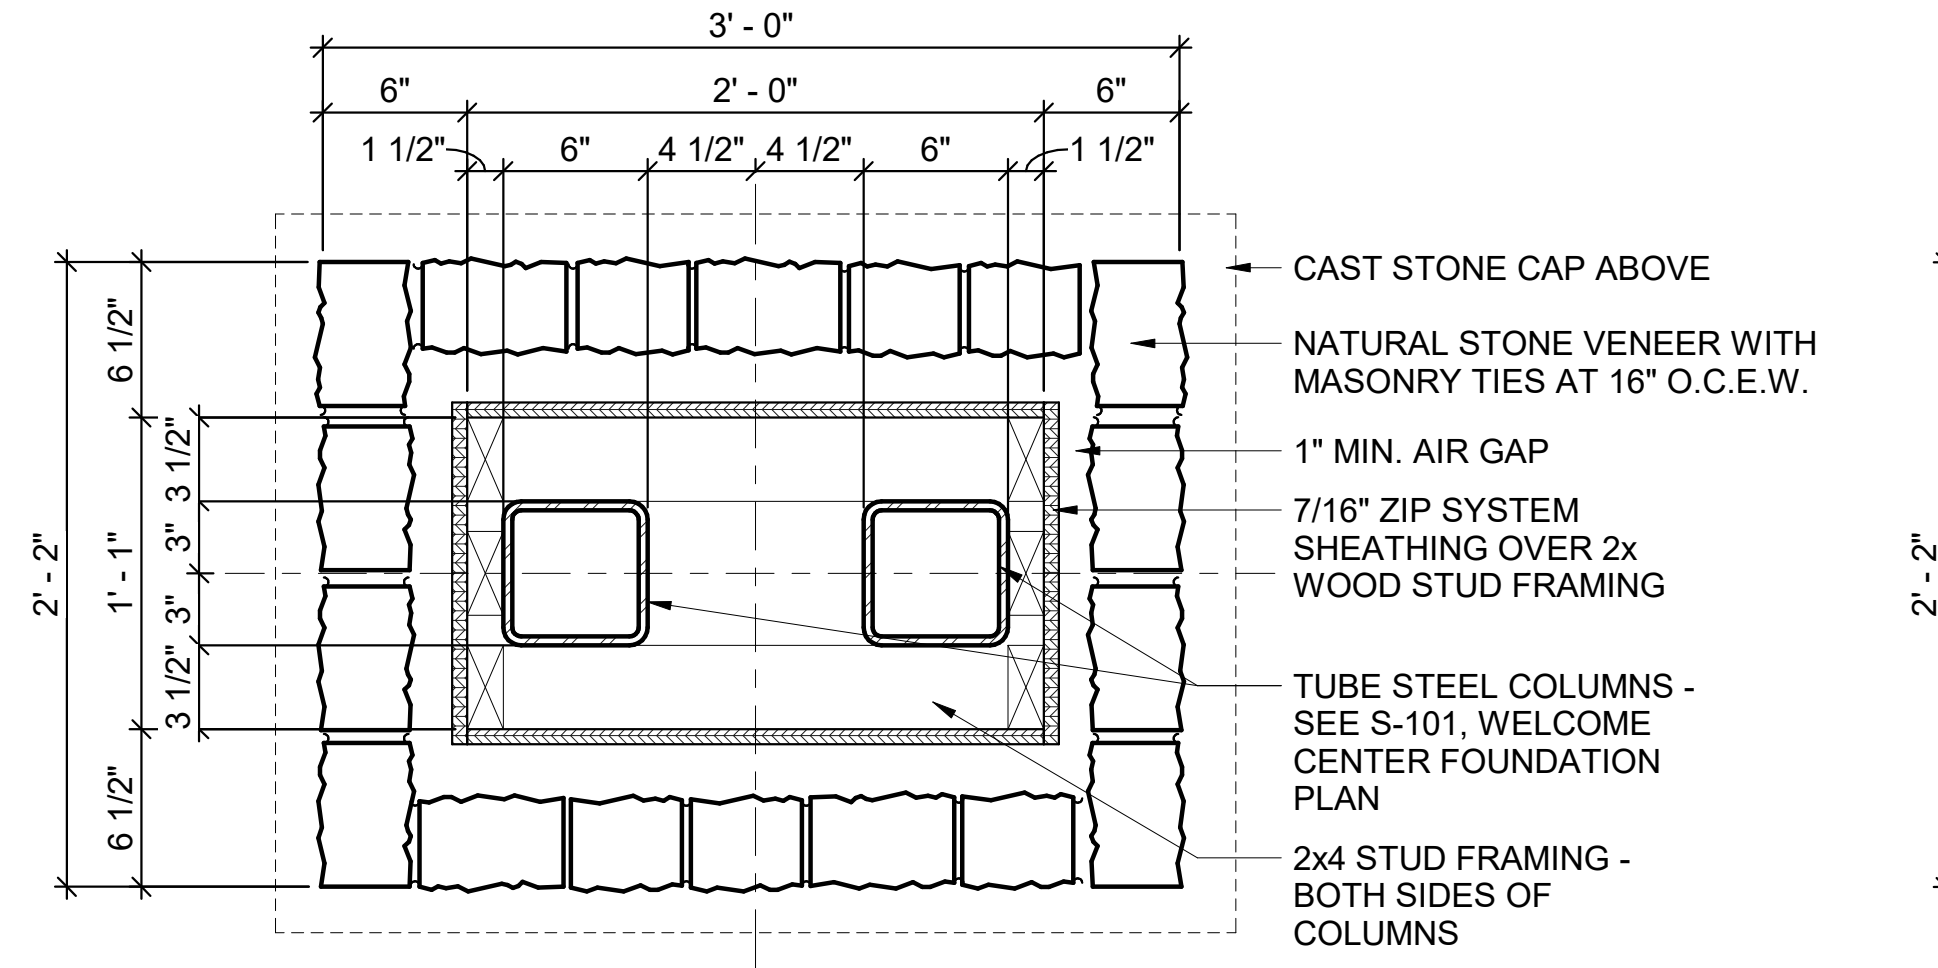 3' - 0"
6"
2' - 0"
6"
1 1/2"
6"
4 1/2"
4 1/2"
6"
1 1/2"
2' - 2"
6 1/2"
1' - 1"
6 1/2"
3 1/2"
3"
3"
3 1/2"
CAST STONE CAP ABOVE
NATURAL STONE VENEER WITH
MASONRY TIES AT 16" O.C.E.W.
1" MIN. AIR GAP
7/16" ZIP SYSTEM
SHEATHING OVER 2x
WOOD STUD FRAMING
TUBE STEEL COLUMNS -
SEE S-101, WELCOME
CENTER FOUNDATION
PLAN
2x4 STUD FRAMING -
BOTH SIDES OF
COLUMNS
2' - 2"